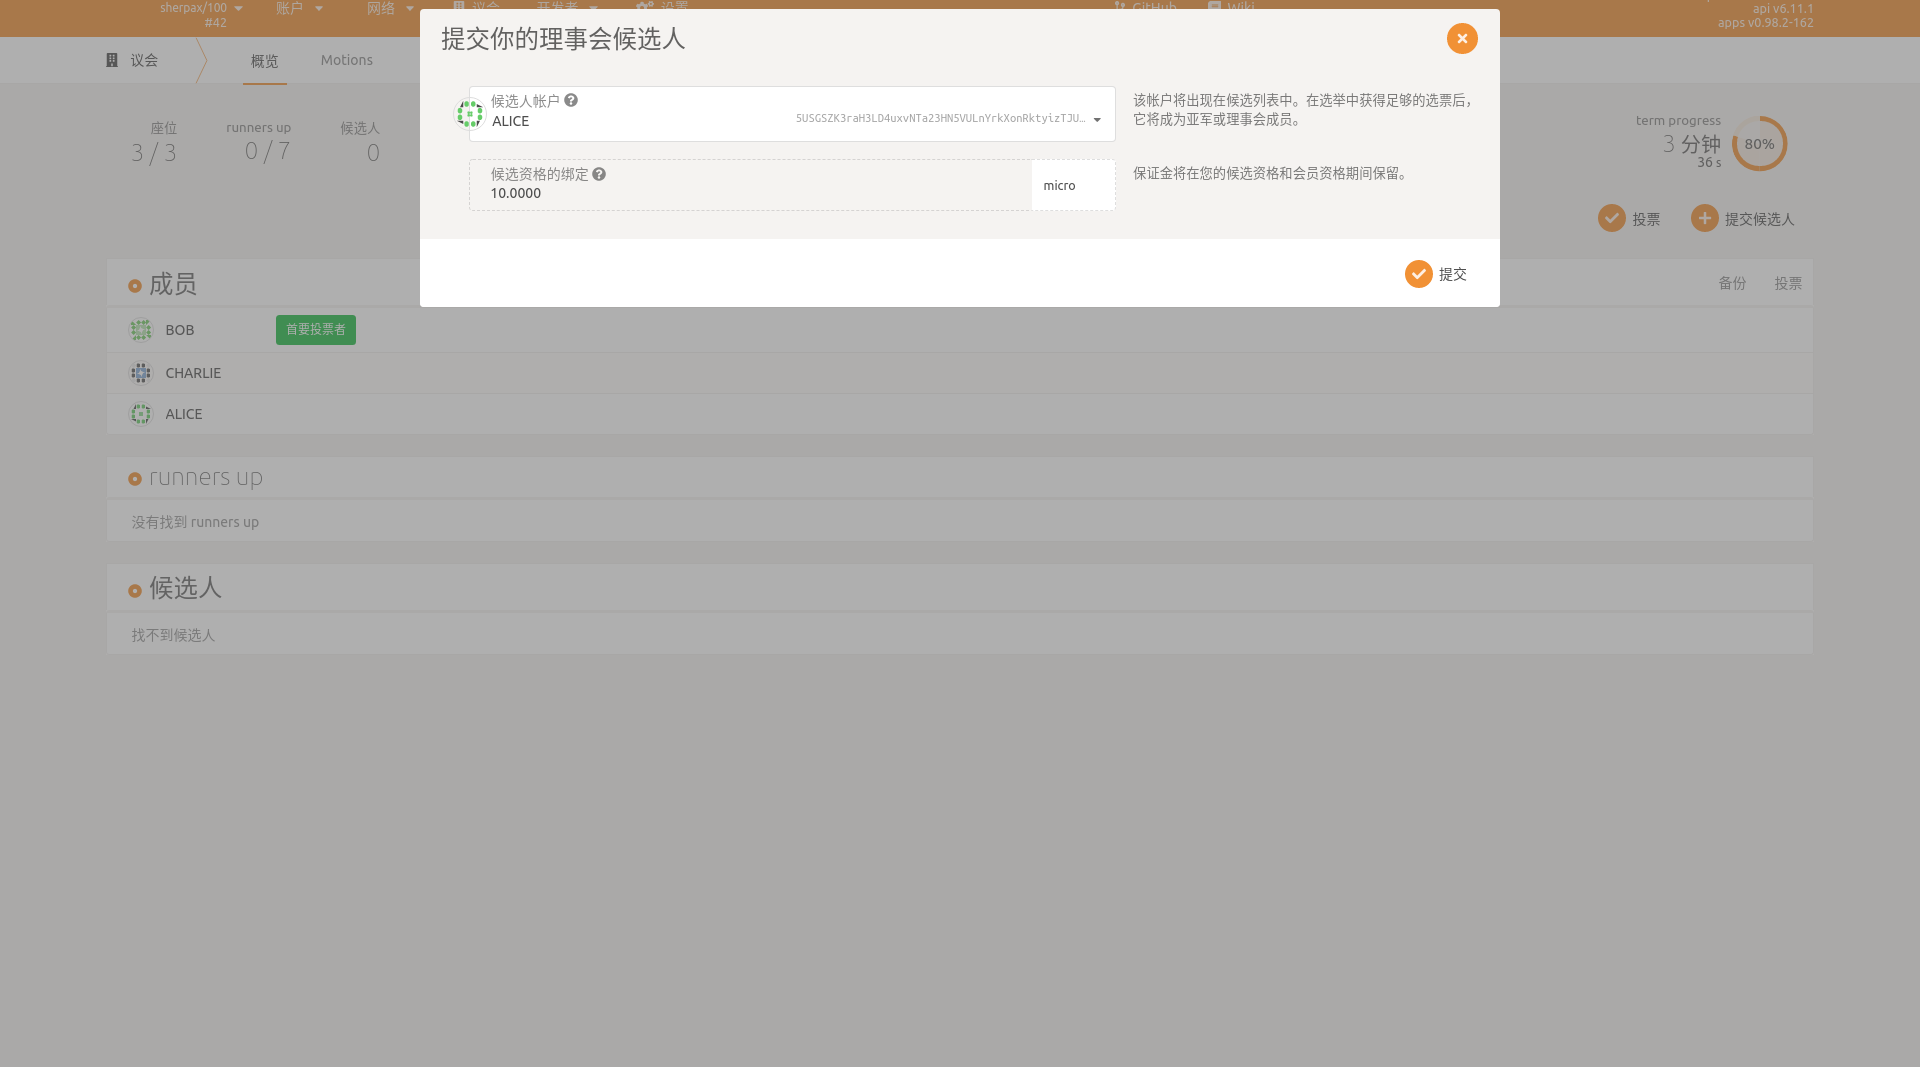 sherpax/100
#42
账户
网络
议会
开发者
设置
GitHub
Wiki
api v6.11.1
apps v0.98.2-162
议会
概览
Motions
提交你的理事会候选人
候选人帐户
ALICE
5USGSZK3raH3LD4uxvNTa23HN5VULnYrkXonRktyizTJU…
该帐户将出现在候选列表中。在选举中获得足够的选票后，
它将成为亚军或理事会成员。
候选资格的绑定
10.0000
micro
保证金将在您的候选资格和会员资格期间保留。
提交
座位
3 / 3
runners up
0 / 7
候选人
0
term progress
3 分钟
36 s
80%
投票
提交候选人
成员
备份
投票
BOB
首要投票者
CHARLIE
ALICE
runners up
没有找到 runners up
候选人
找不到候选人